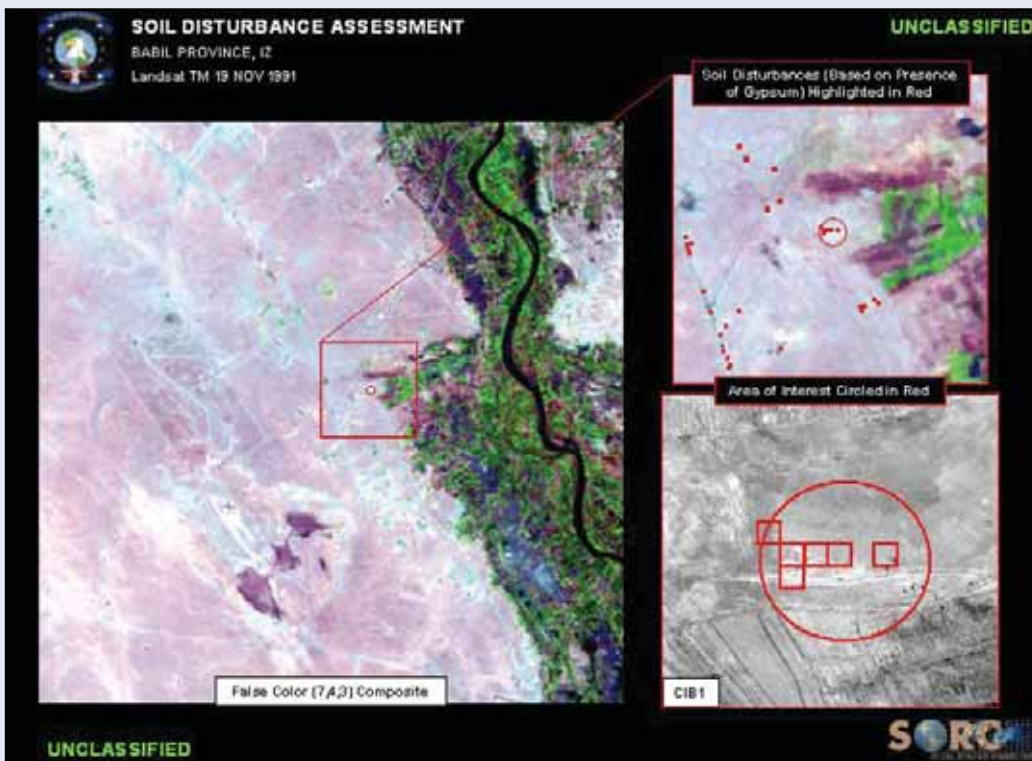 SOIL DISTURBANCE ASSESSMENT
BABIL PROVINCE, IZ
Landsat TM 19 NOV 1991
UNCLASSIFIED
Soil Disturbances (Based on Presence
of Gypsum) Highlighted in Red
Area of Interest Circled in Red
False Color (7,4,3) Composite
CIB1
UNCLASSIFIED
SORC